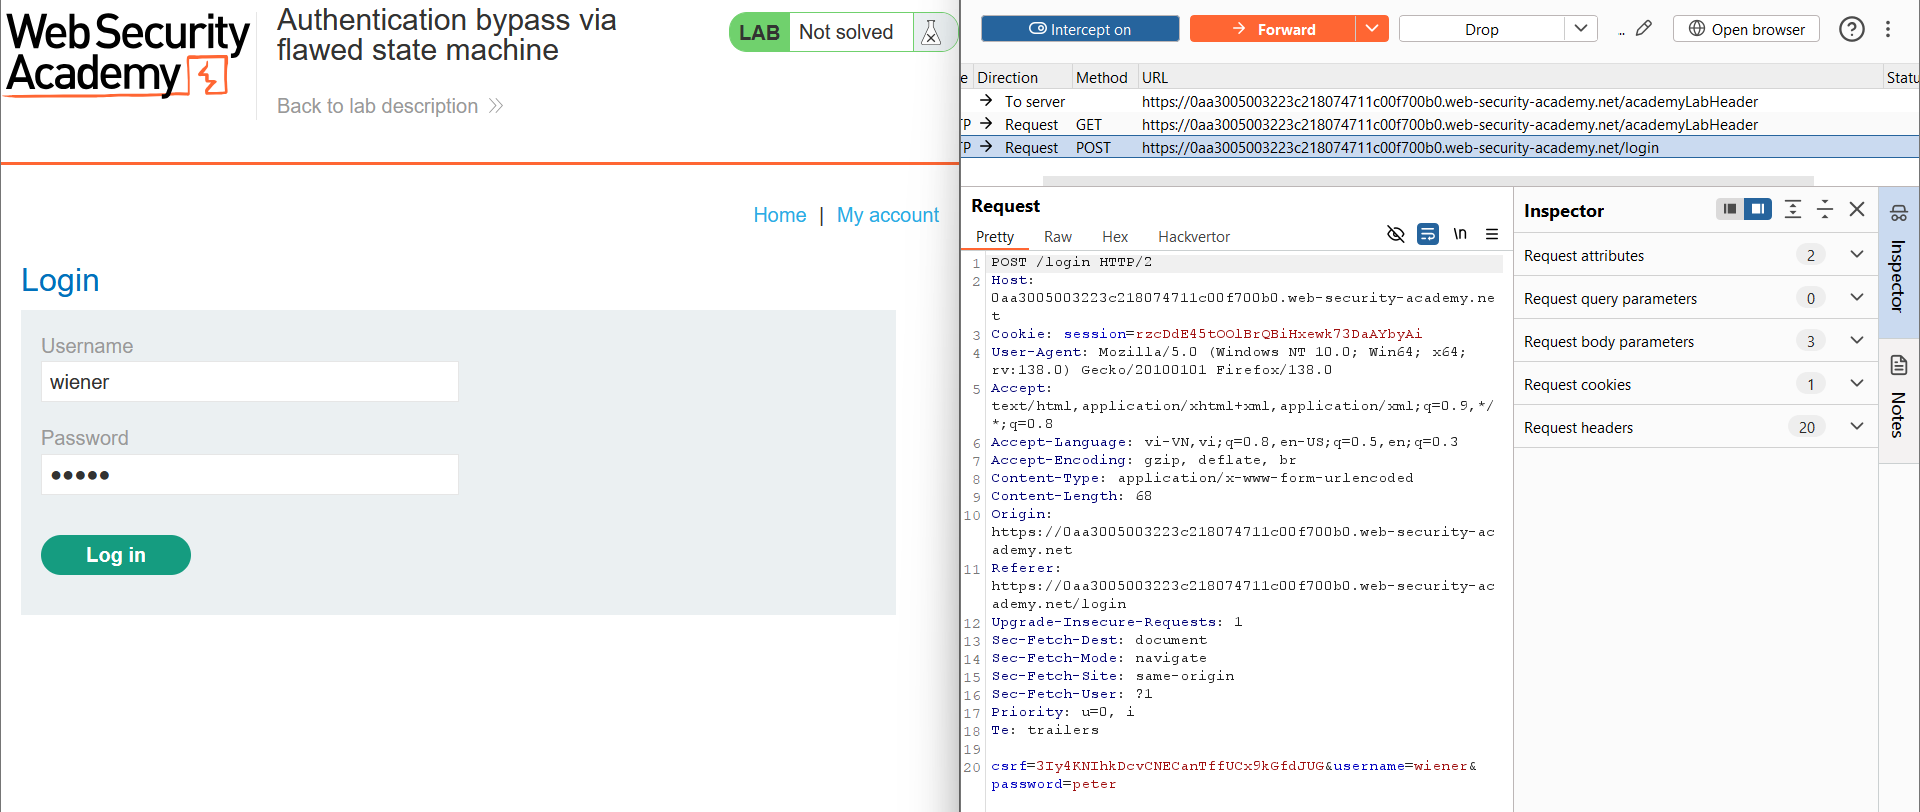 Web Security
Academy
Authentication bypass via
flawed state machine
Back to lab description
LAB Not solved
Home | My account
Login
Username
wiener
Password
●●●●●
Log in
Intercept on
Forward
Drop
..
Open browser
e Direction Method URL Statu
To server https://0aa3005003223c218074711c00f700b0.web-security-academy.net/academyLabHeader
TP Request GET https://0aa3005003223c218074711c00f700b0.web-security-academy.net/academyLabHeader
TP Request POST https://0aa3005003223c218074711c00f700b0.web-security-academy.net/login
Request
Pretty Raw Hex Hackvertor
\n
1 POST /login HTTP/2
2 Host:
0aa3005003223c218074711c00f700b0.web-security-academy.ne
t
3 Cookie: session=rzcDdE45tOOlBrQBiHxewk73DaAYbyAi
4 User-Agent: Mozilla/5.0 (Windows NT 10.0; Win64; x64;
rv:138.0) Gecko/20100101 Firefox/138.0
5 Accept:
text/html,application/xhtml+xml,application/xml;q=0.9,*/
*;q=0.8
6 Accept-Language: vi-VN,vi;q=0.8,en-US;q=0.5,en;q=0.3
7 Accept-Encoding: gzip, deflate, br
8 Content-Type: application/x-www-form-urlencoded
9 Content-Length: 68
10 Origin:
https://0aa3005003223c218074711c00f700b0.web-security-ac
ademy.net
11 Referer:
https://0aa3005003223c218074711c00f700b0.web-security-ac
ademy.net/login
12 Upgrade-Insecure-Requests: 1
13 Sec-Fetch-Dest: document
14 Sec-Fetch-Mode: navigate
15 Sec-Fetch-Site: same-origin
16 Sec-Fetch-User: ?1
17 Priority: u=0, i
18 Te: trailers
19
20 csrf=3Iy4KNIhkDcvCNECanTffUCx9kGfdJUG&username=wiener&
password=peter
Inspector
Request attributes 2
Request query parameters 0
Request body parameters 3
Request cookies 1
Request headers 20
Inspector
Notes